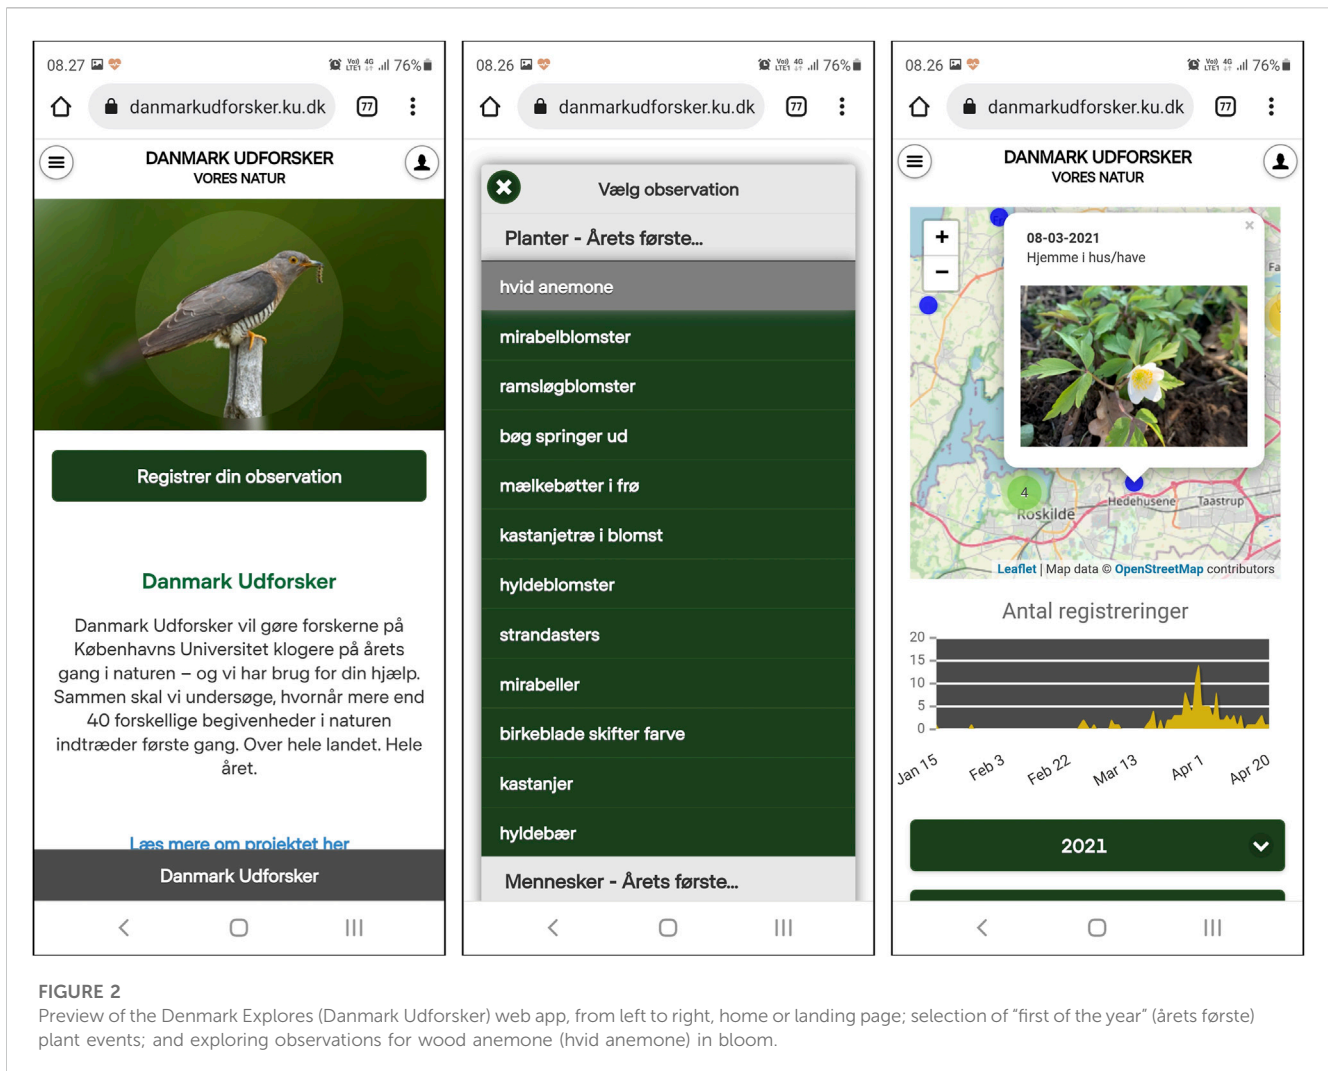 08.27
LTE1 4G 76%
danmarkudforsker.ku.dk
77
DANMARK UDFORSKER
VORES NATUR
Registrer din observation
Danmark Udforsker
Danmark Udforsker vil gøre forskerne på
Københavns Universitet klogere på årets
gang i naturen – og vi har brug for din hjælp.
Sammen skal vi undersøge, hvornår mere end
40 forskellige begivenheder i naturen
indtræder første gang. Over hele landet. Hele
året.
Læs mere om projektet her
Danmark Udforsker
08.26
LTE1 4G 76%
danmarkudforsker.ku.dk
77
Vælg observation
Planter - Årets første...
hvid anemone
mirabelblomster
ramsløgblomster
bøg springer ud
mælkebøtter i frø
kastanjetræ i blomst
hyldeblomster
strandasters
mirabeller
birkeblade skifter farve
kastanjer
hyldebær
Mennesker - Årets første...
08.26
LTE1 4G 76%
danmarkudforsker.ku.dk
77
DANMARK UDFORSKER
VORES NATUR
+
−
08-03-2021
Hjemme i hus/have
Fa
4
Roskilde
Hedehusene
Taastrup
Leaflet | Map data © OpenStreetMap contributors
Antal registreringer
20
15
10
5
0
Jan 15
Feb 3
Feb 22
Mar 13
Apr 1
Apr 20
2021
FIGURE 2
Preview of the Denmark Explores (Danmark Udforsker) web app, from left to right, home or landing page; selection of “first of the year” (årets første)
plant events; and exploring observations for wood anemone (hvid anemone) in bloom.